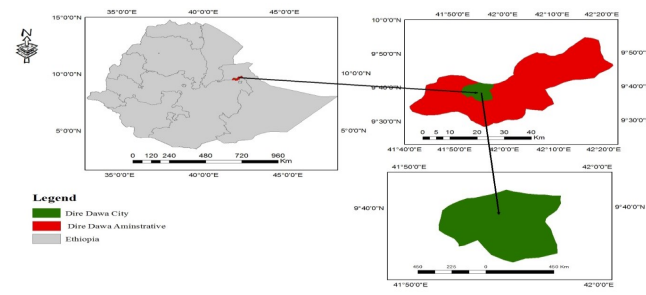 N
35°0'0"E 40°0'0"E 45°0'0"E
15°0'0"N
10°0'0"N 10°0'0"N
5°0'0"N 5°0'0"N
0 120 240 480 720 960
Km
35°0'0"E 40°0'0"E 45°0'0"E
41°50'0"E 42°0'0"E 42°10'0"E 42°20'0"E
10°0'0"N
9°50'0"N 9°50'0"N
9°40'0"N 9°40'0"N
9°30'0"N 9°30'0"N
0 5 10 20 30 40
Km
41°40'0"E 41°50'0"E 42°0'0"E 42°10'0"E 42°20'0"E
41°50'0"E 42°0'0"E
9°40'0"N 9°40'0"N
450 225 0 450 Km
41°50'0"E 42°0'0"E
Legend
Dire Dawa City
Dire Dawa Aminstrative
Ethiopia